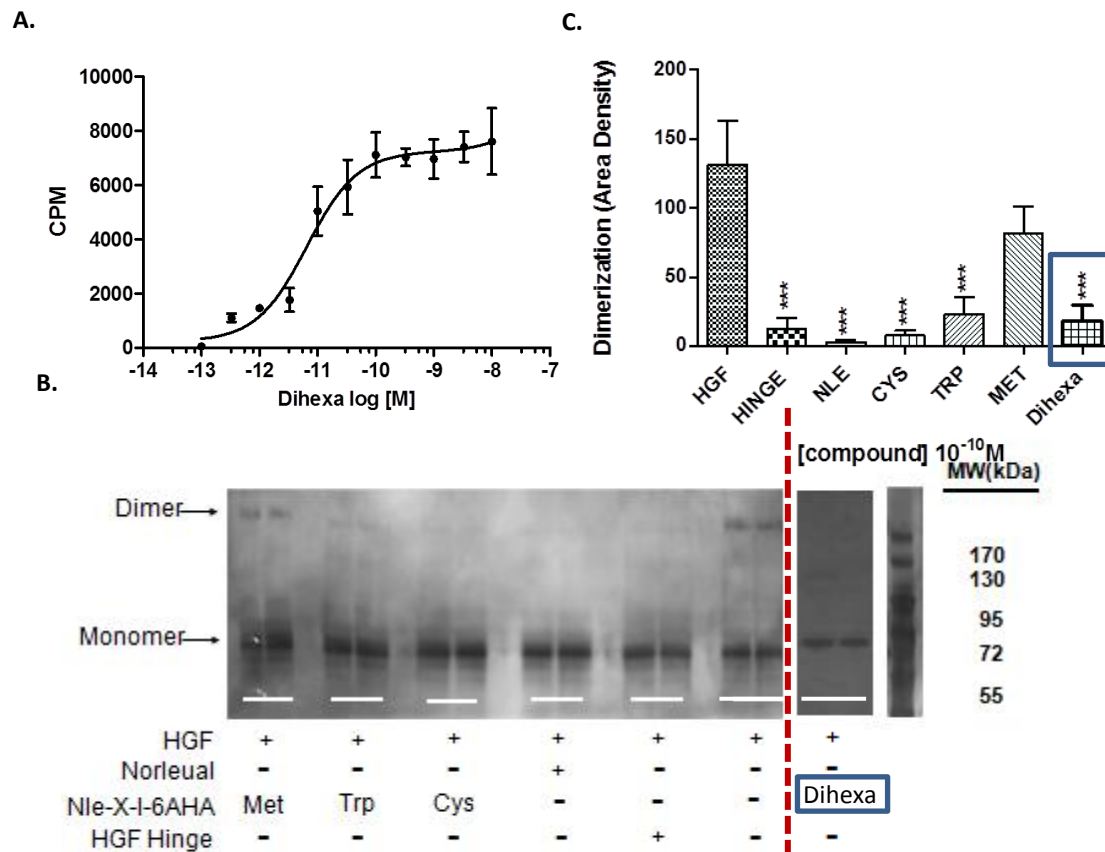 A.
CPM
10000
8000
6000
4000
2000
0
-14 -13 -12 -11 -10 -9 -8 -7
Dihexa log [M]
C.
Dimerization (Area Density)
200
150
100
50
0
*** *** *** *** ***
HGF HINGE NLE CYS TRP MET Dihexa
[compound] 10⁻¹⁰M
B.
MW(kDa)
Dimer
170
130
95
Monomer
72
55
HGF + + + + + + +
Norleual - - - + - - -
Nle-X-I-6AHA Met Trp Cys - - - Dihexa
HGF Hinge - - - - + - -